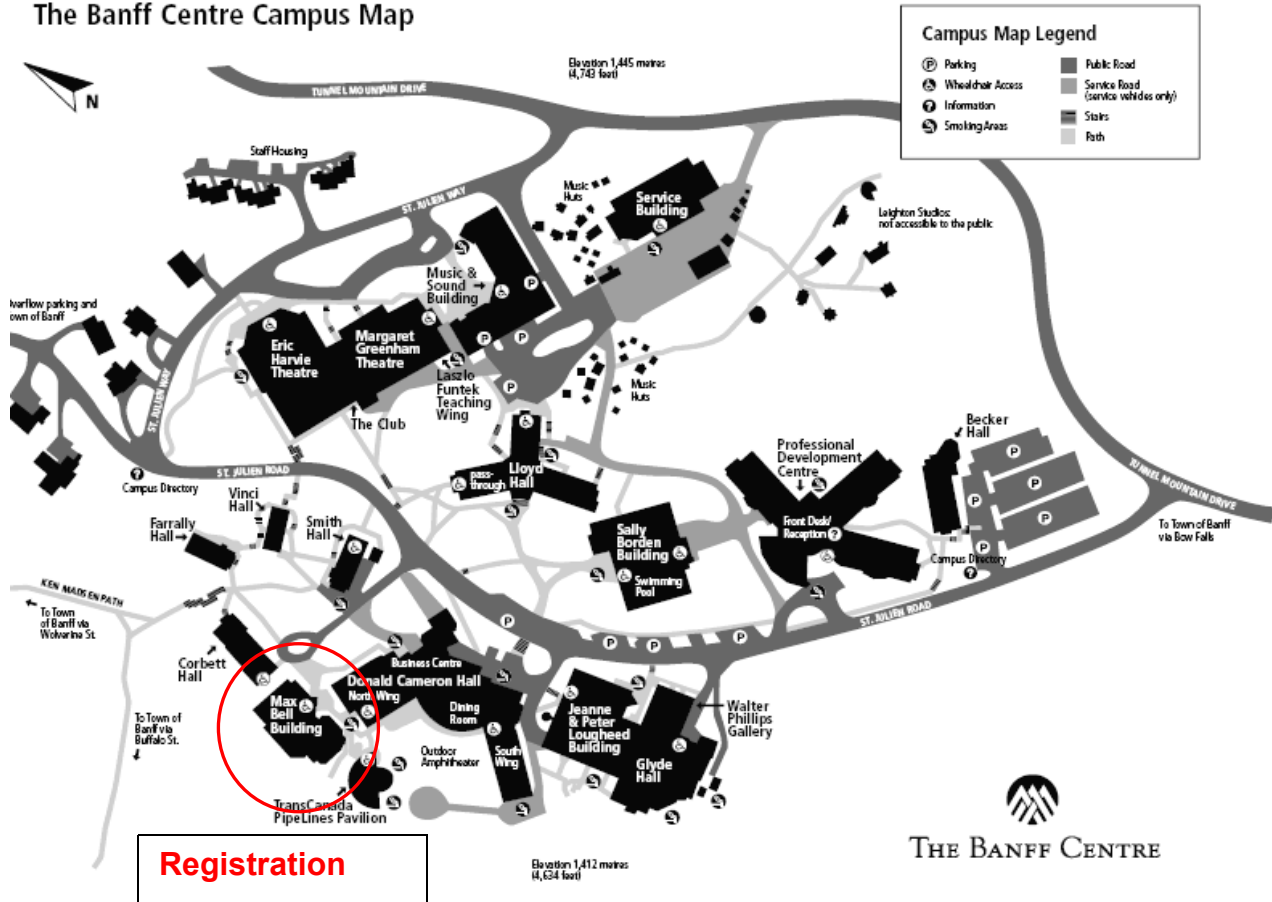 The Banff Centre Campus Map
N
Elevation 1,445 metres
(4,743 feet)
Campus Map Legend
P Parking
Wheelchair Access
? Information
Smoking Areas
Public Road
Service Road
(service vehicles only)
Stairs
Path
TUNNEL MOUNTAIN DRIVE
Staff Housing
ST. JULIEN WAY
Music
Huts
Service
Building
Leighton Studios:
not accessible to the public
Music &
Sound
Building
P
Overflow parking and
Town of Banff
Eric
Harvie
Theatre
Margaret
Greenham
Theatre
P
P
P
Laszlo
Funtek
Teaching
Wing
Music
Huts
The Club
ST. JULIEN WAY
ST. JULIEN ROAD
?
Campus Directory
pass-
through
Lloyd
Hall
Professional
Development
Centre
Becker
Hall
P
P
P
P
P
TUNNEL MOUNTAIN DRIVE
To Town of Banff
via Bow Falls
Vinci
Hall
Farrally
Hall
Smith
Hall
Sally
Borden
Building
Swimming
Pool
Front Desk/
Reception ?
Campus Directory
?
ST. JULIEN ROAD
KEN MADSEN PATH
To Town
of Banff via
Wolverine St.
P
P
P
P
Corbett
Hall
Business Centre
Donald Cameron Hall
North Wing
Dining
Room
South
Wing
Max
Bell
Building
To Town of
Banff via
Buffalo St.
Outdoor
Amphitheater
Jeanne
& Peter
Lougheed
Building
Glyde
Hall
Walter
Phillips
Gallery
TransCanada
PipeLines Pavilion
Registration
Elevation 1,412 metres
(4,634 feet)
THE BANFF CENTRE